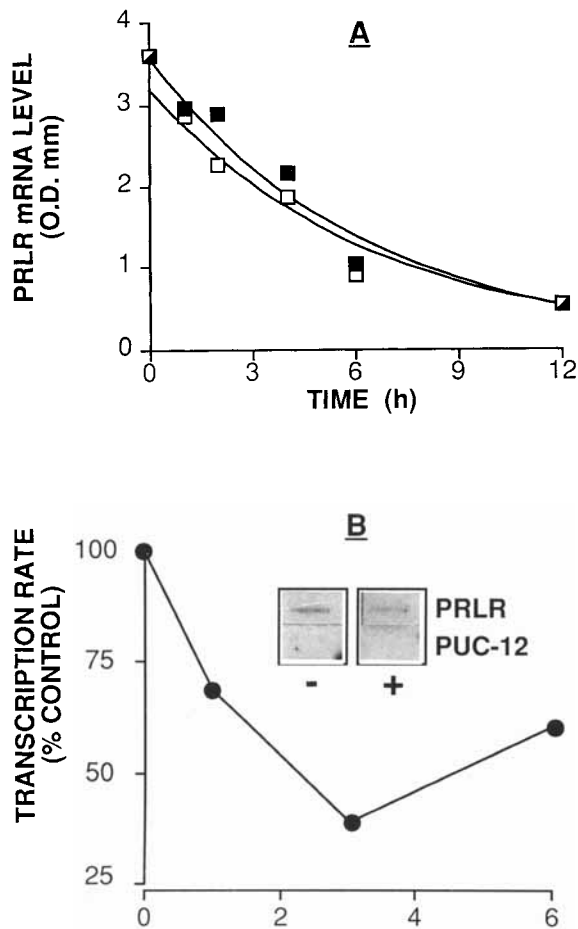 A
PRLR mRNA LEVEL
(O.D. mm)
4
3
2
1
0
0 3 6 9 12
TIME (h)
B
TRANSCRIPTION RATE
(% CONTROL)
100
75
50
25
PRLR
PUC-12
- +
0 2 4 6